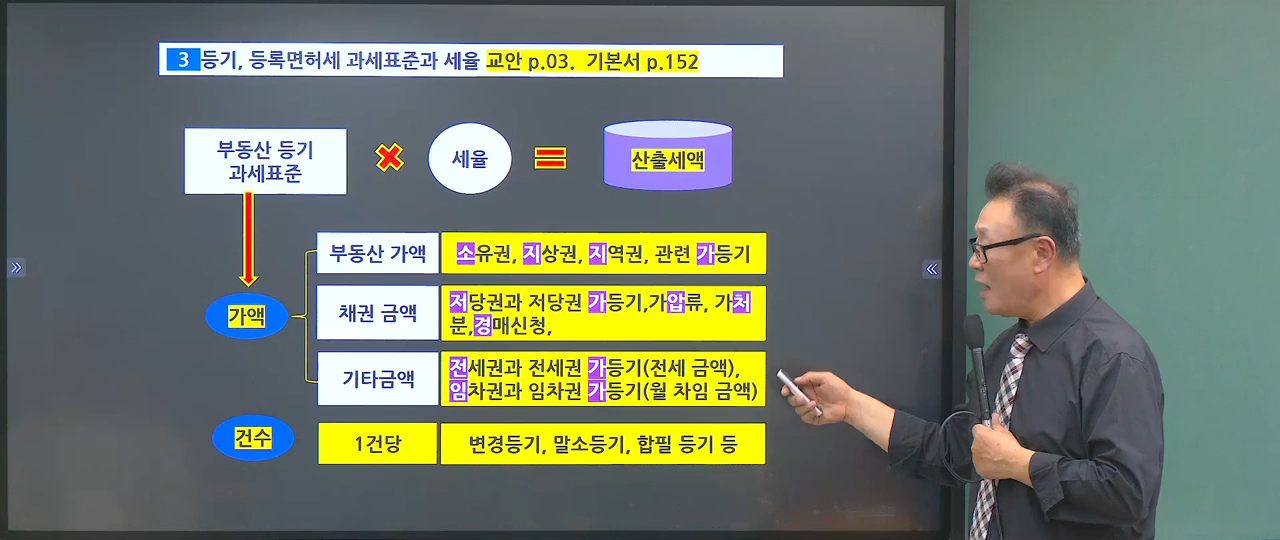 3 등기, 등록면허세 과세표준과 세율 교안 p.03. 기본서 p.152
부동산 등기
과세표준
세율
산출세액
부동산 가액
소유권, 지상권, 지역권, 관련 가등기
가액
채권 금액
저당권과 저당권 가등기,가압류, 가처
분,경매신청,
기타금액
전세권과 전세권 가등기(전세 금액),
임차권과 임차권 가등기(월 차임 금액)
건수
1건당
변경등기, 말소등기, 합필 등기 등